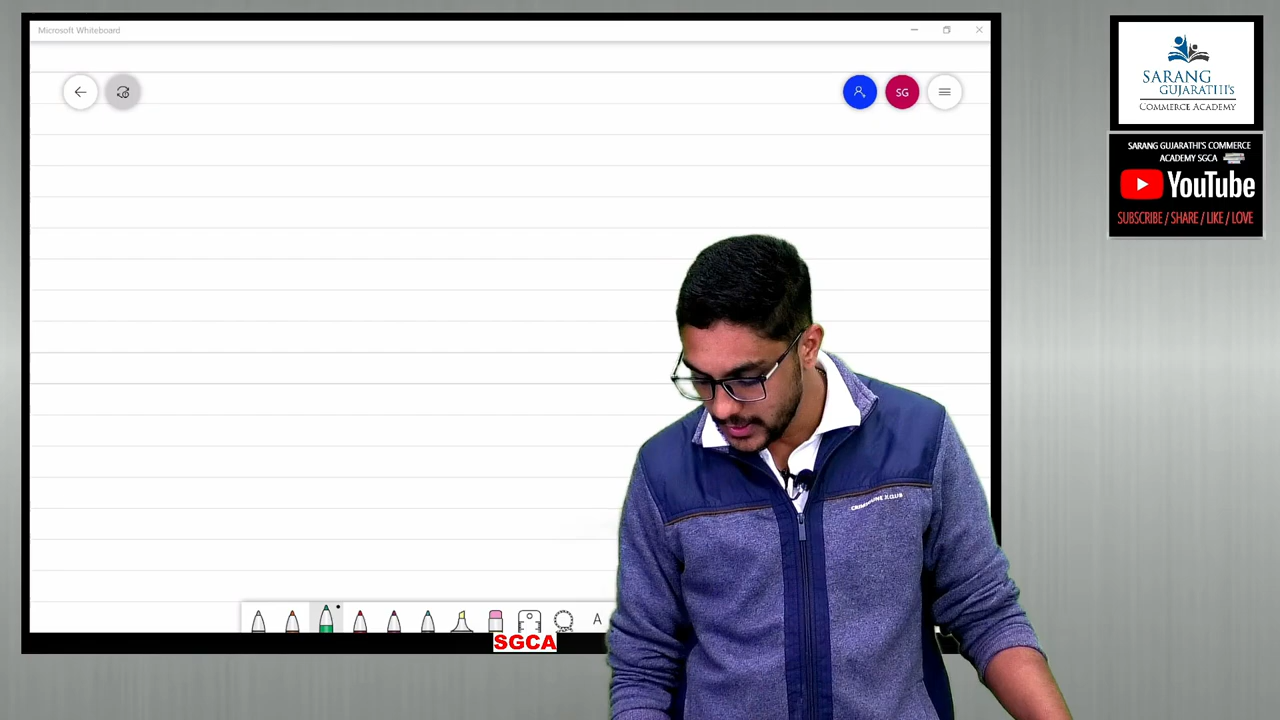 Microsoft Whiteboard
SG
SARANG
GUJARATHI'S
COMMERCE ACADEMY
SARANG GUJARATHI'S COMMERCE
ACADEMY SGCA
YouTube
SUBSCRIBE / SHARE / LIKE / LOVE
A
SGCA